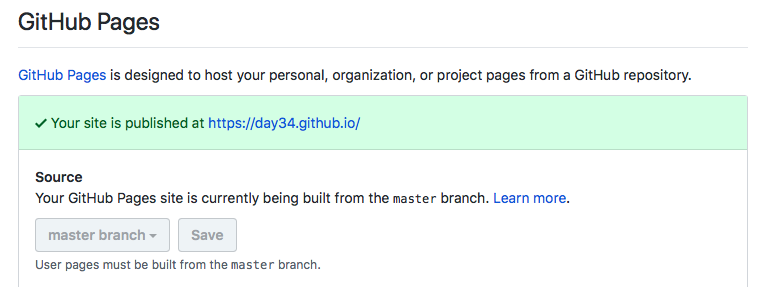 GitHub Pages
GitHub Pages is designed to host your personal, organization, or project pages from a GitHub repository.
✔ Your site is published at https://day34.github.io/
Source
Your GitHub Pages site is currently being built from the master branch. Learn more.
master branch Save
User pages must be built from the master branch.